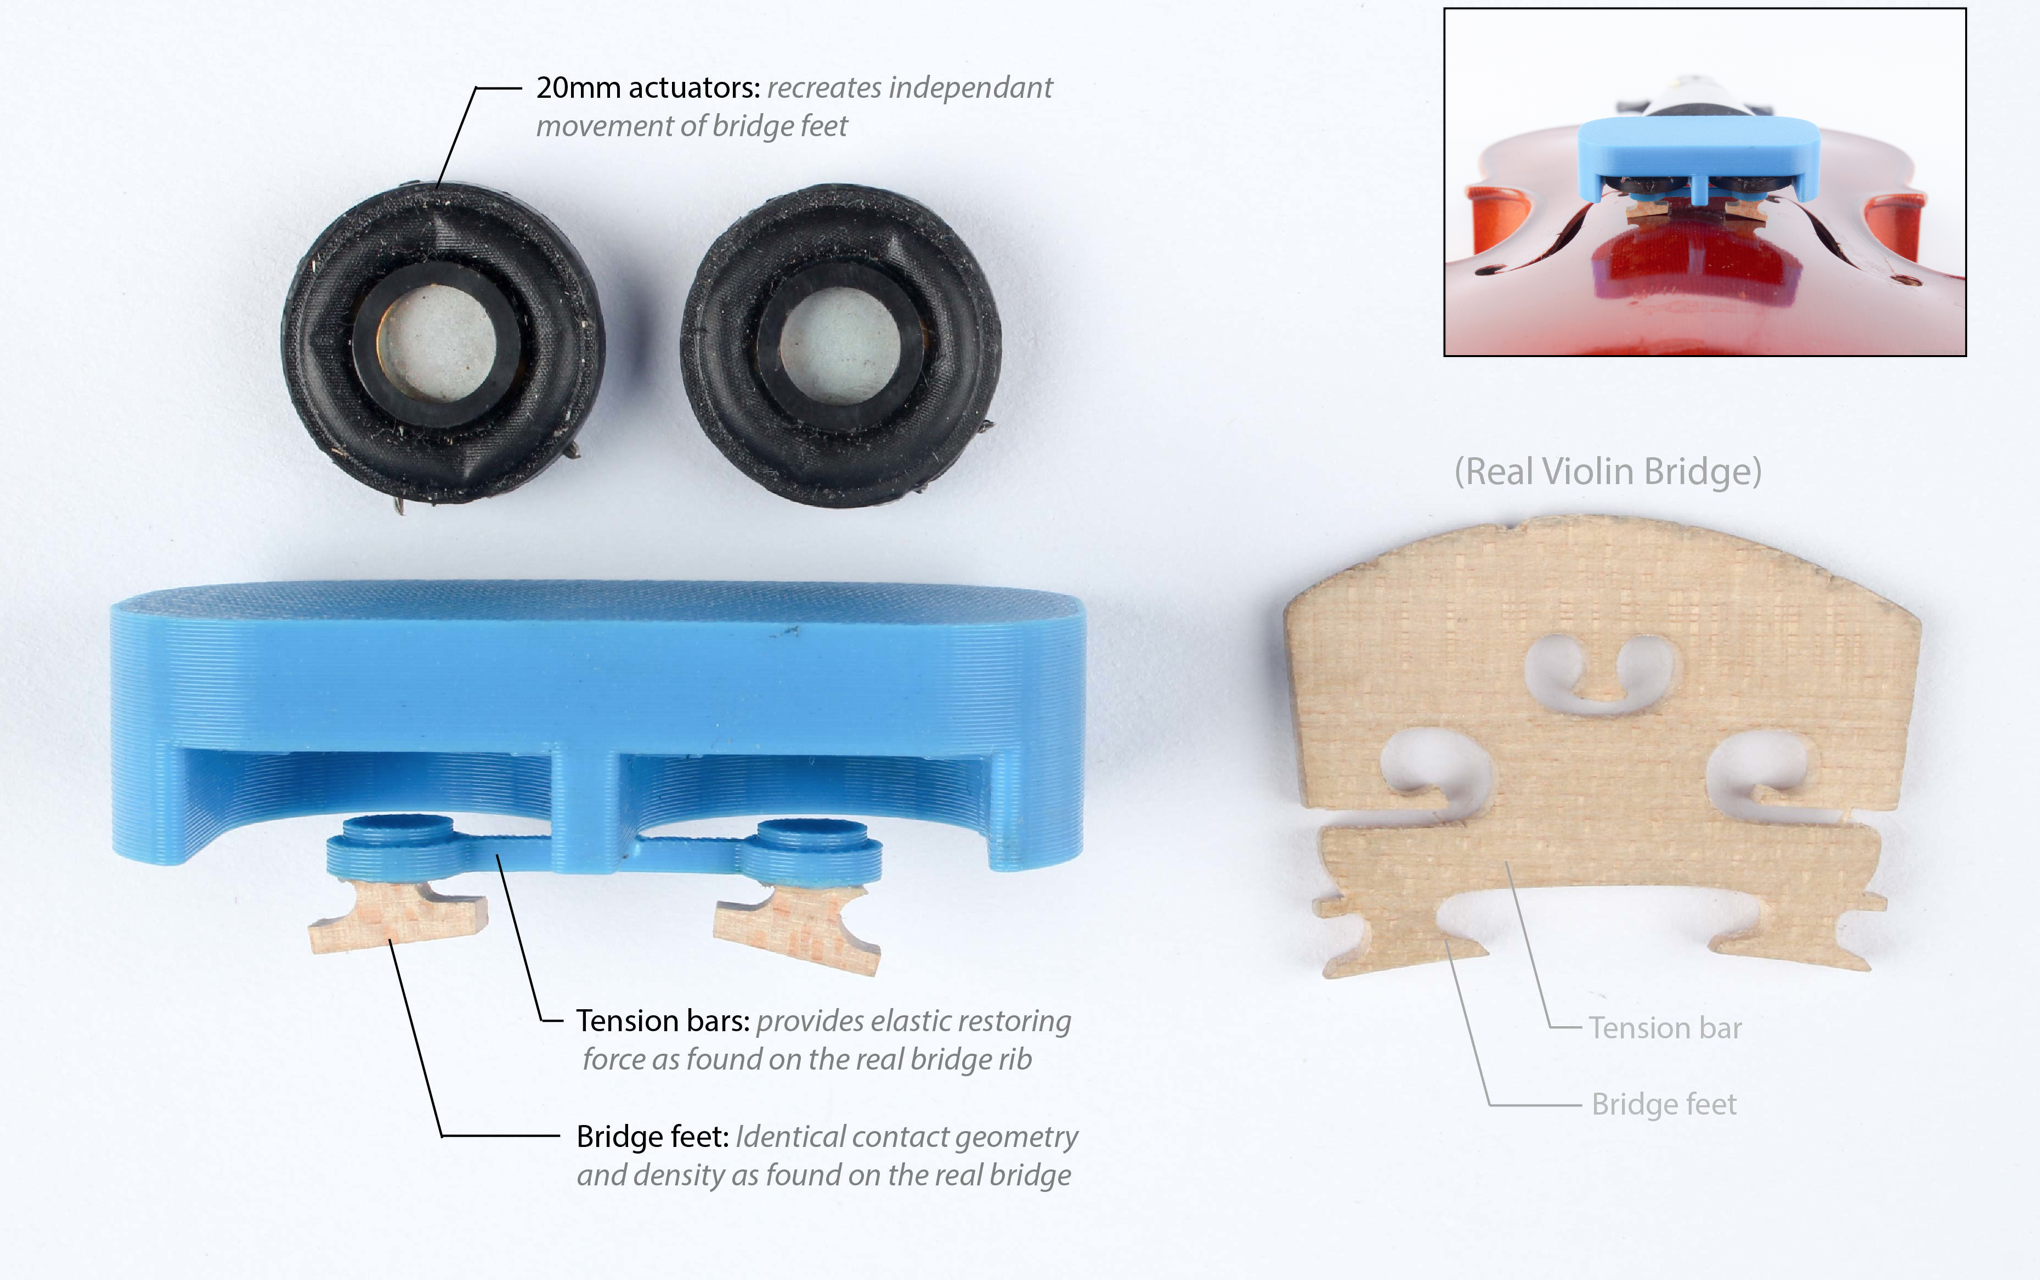 20mm actuators: recreates independant
movement of bridge feet
(Real Violin Bridge)
Tension bars: provides elastic restoring
force as found on the real bridge rib
Tension bar
Bridge feet
Bridge feet: Identical contact geometry
and density as found on the real bridge